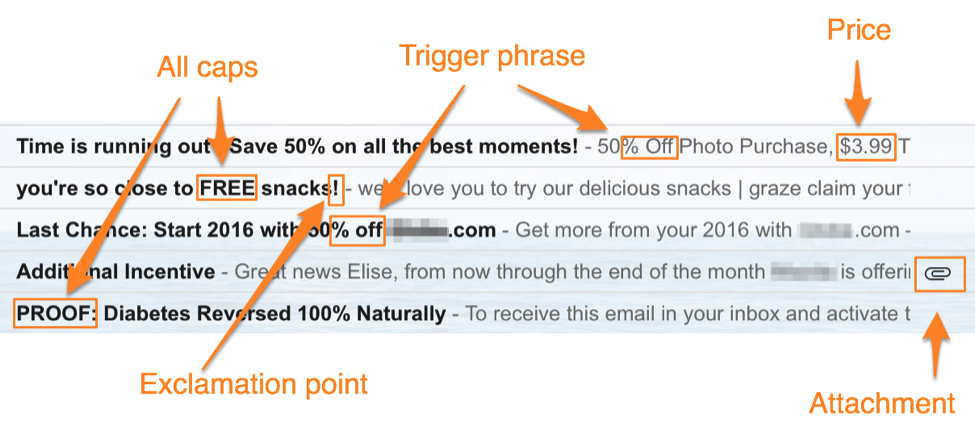 Price
Trigger phrase
All caps
Time is running out Save 50% on all the best moments! - 50% Off Photo Purchase, $3.99 T
you're so close to FREE snacks! - we love you to try our delicious snacks | graze claim your
Last Chance: Start 2016 with 50% off .com - Get more from your 2016 with .com -
Additional Incentive - Great news Elise, from now through the end of the month is offerin
PROOF: Diabetes Reversed 100% Naturally - To receive this email in your inbox and activate t
Exclamation point
Attachment